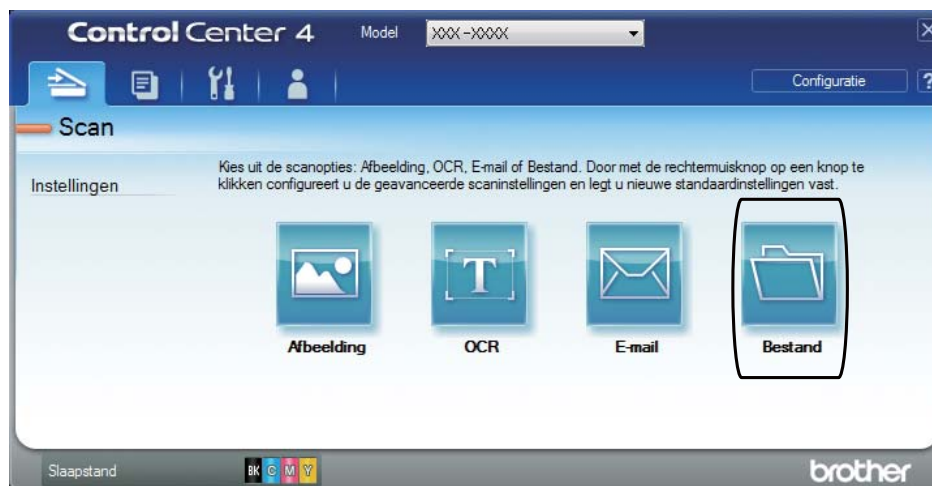 Control Center 4
Model
XXX-XXXX
Configuratie
?
Scan
Instellingen
Kies uit de scanopties: Afbeelding, OCR, E-mail of Bestand. Door met de rechtermuisknop op een knop te
klikken configureert u de geavanceerde scaninstellingen en legt u nieuwe standaardinstellingen vast.
T
Afbeelding
OCR
E-mail
Bestand
Slaapstand
BK C M Y
brother